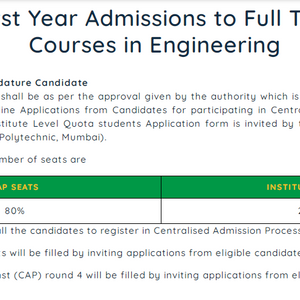 st Year Admissions to Full T
Courses in Engineering
dature Candidate
shall be as per the approval given by the authority which is
ine Applications from Candidates for participating in Centr
stitute Level Quota students Application form is invited by t
Polytechnic, Mumbai).
mber of seats are
AP SEATS INSTITU
80% 2
ll the candidates to register in Centralised Admission Process
s will be filled by inviting applications from eligible candidate
nst (CAP) round 4 will be filled by inviting applications from el